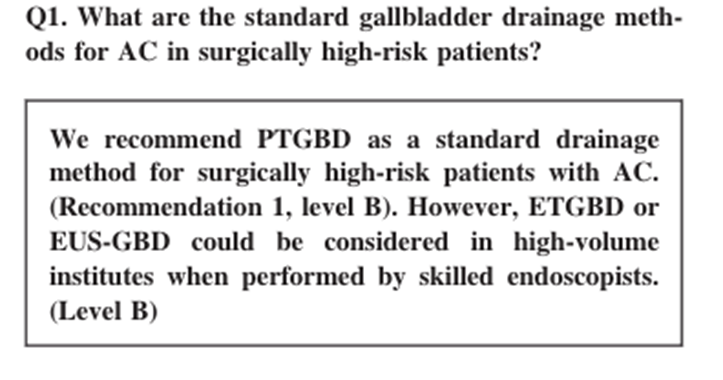 Q1. What are the standard gallbladder drainage meth-
ods for AC in surgically high-risk patients?
We recommend PTGBD as a standard drainage
method for surgically high-risk patients with AC.
(Recommendation 1, level B). However, ETGBD or
EUS-GBD could be considered in high-volume
institutes when performed by skilled endoscopists.
(Level B)